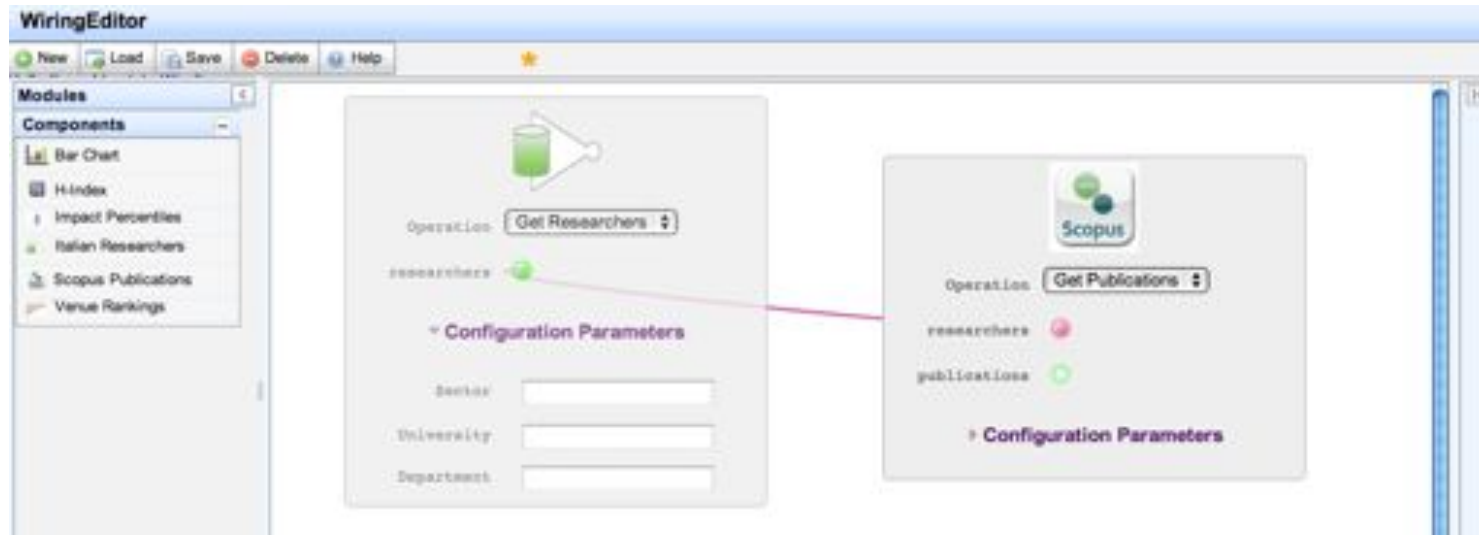 WiringEditor
New Load Save Delete Help
Modules
Components
Bar Chart
H-Index
Impact Percentiles
Italian Researchers
Scopus Publications
Venue Rankings
Operation Get Researchers
researchers
Configuration Parameters
Sector
University
Department
Scopus
Operation Get Publications
researchers
publications
Configuration Parameters